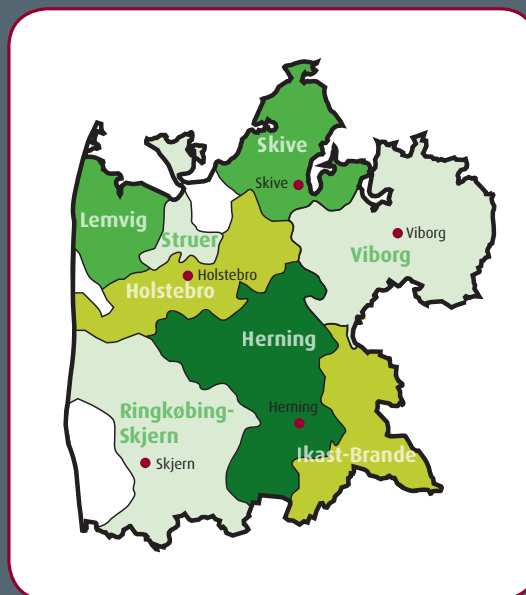 Skive
Skive
Lemvig
Struer
Viborg
Viborg
Holstebro
Holstebro
Herning
Herning
Ringkøbing-
Skjern
Skjern
Ikast-Brande